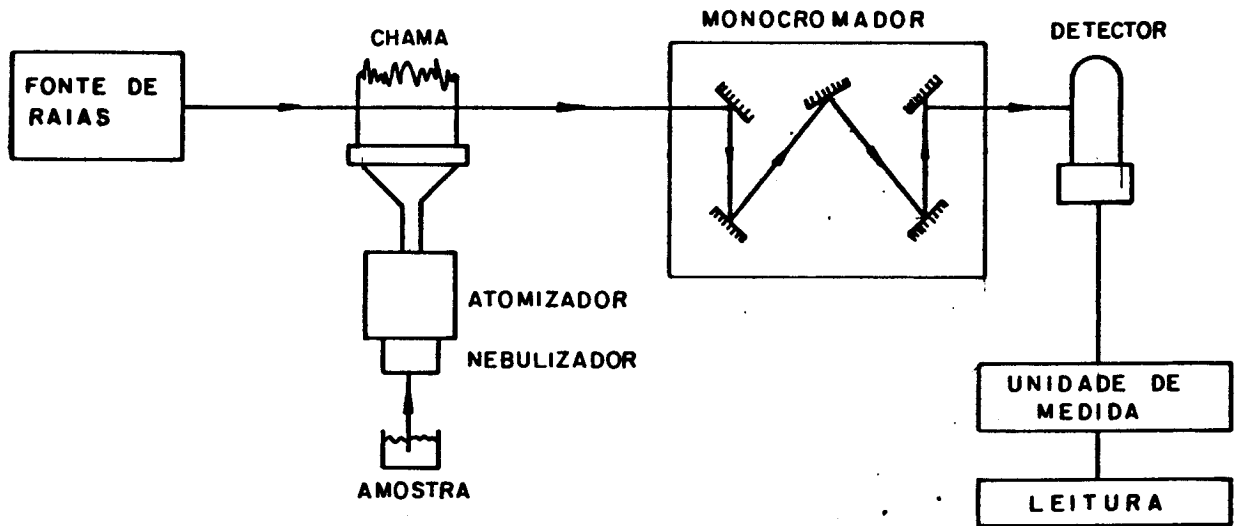 MONOCROMADOR
CHAMA
DETECTOR
FONTE DE
RAIAS
ATOMIZADOR
NEBULIZADOR
UNIDADE DE
MEDIDA
AMOSTRA
LEITURA